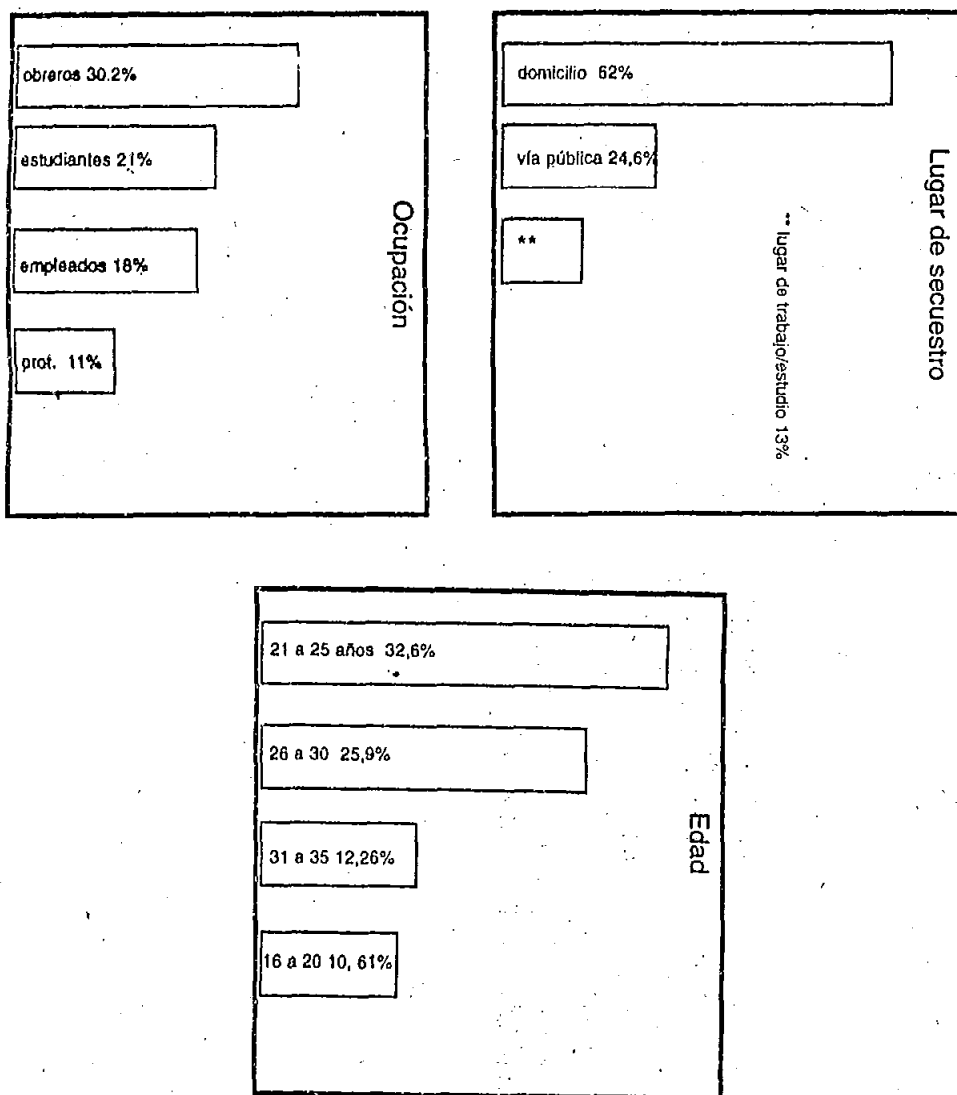 Ocupación
obreros 30.2%
estudiantes 21%
empleados 18%
prof. 11%
Lugar de secuestro
domicilio 62%
vía pública 24,6%
**
** lugar de trabajo/estudio 13%
Edad
21 a 25 años 32,6%
26 a 30 25,9%
31 a 35 12,26%
16 a 20 10, 61%